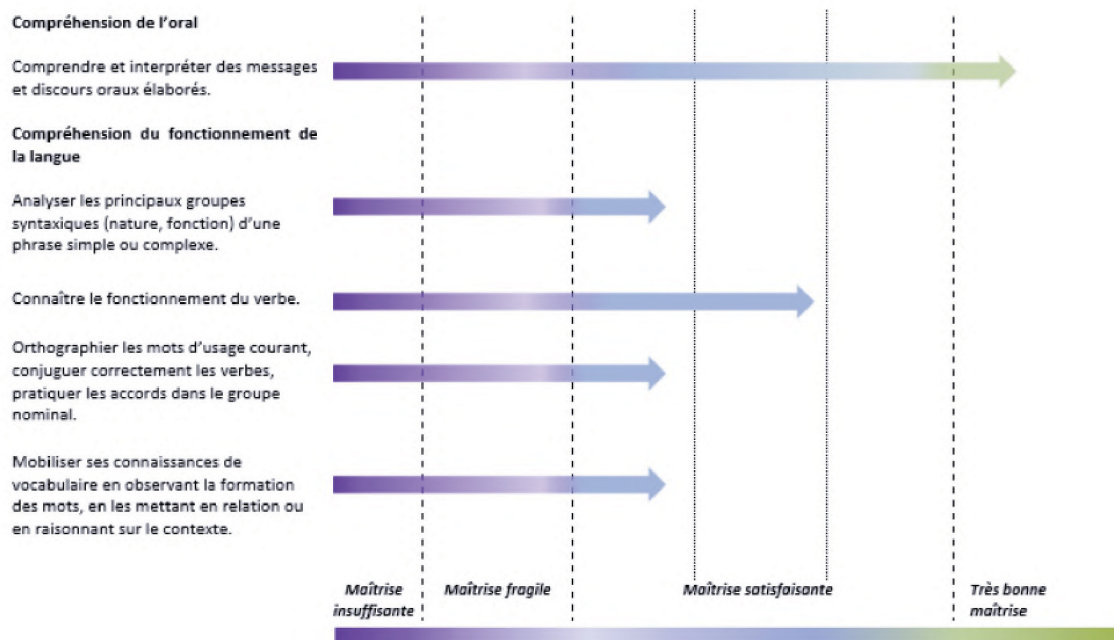 Compréhension de l'oral
Comprendre et interpréter des messages
et discours oraux élaborés.
Compréhension du fonctionnement de
la langue
Analyser les principaux groupes
syntaxiques (nature, fonction) d'une
phrase simple ou complexe.
Connaître le fonctionnement du verbe.
Orthographier les mots d'usage courant,
conjuguer correctement les verbes,
pratiquer les accords dans le groupe
nominal.
Mobiliser ses connaissances de
vocabulaire en observant la formation
des mots, en les mettant en relation ou
en raisonnant sur le contexte.
Maîtrise
insuffisante
Maîtrise fragile
Maîtrise satisfaisante
Très bonne
maîtrise